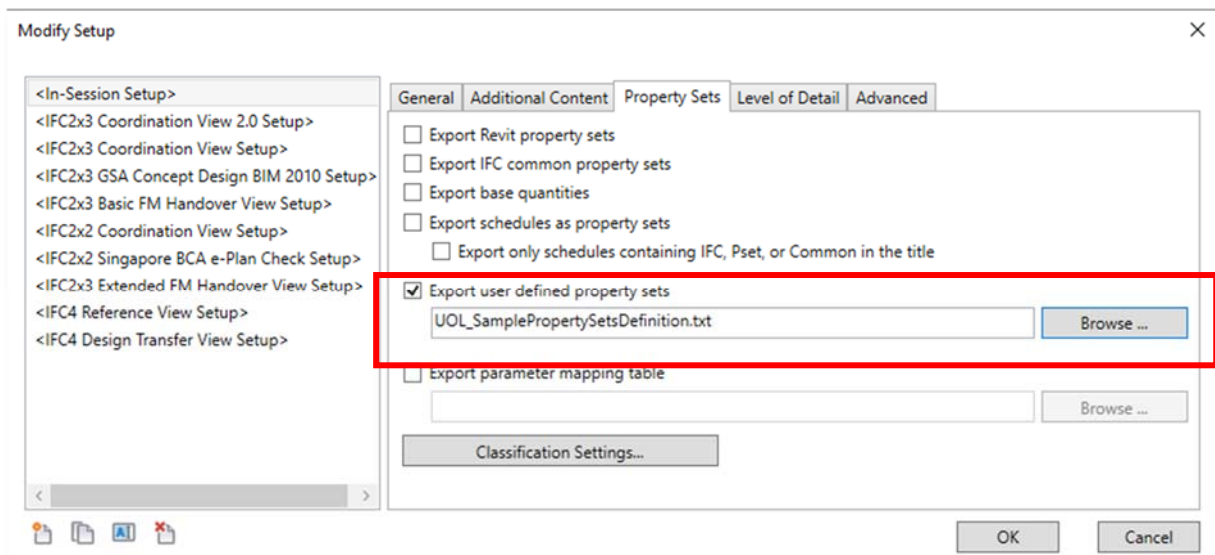 Modify Setup
<In-Session Setup>
<IFC2x3 Coordination View 2.0 Setup>
<IFC2x3 Coordination View Setup>
<IFC2x3 GSA Concept Design BIM 2010 Setup>
<IFC2x3 Basic FM Handover View Setup>
<IFC2x2 Coordination View Setup>
<IFC2x2 Singapore BCA e-Plan Check Setup>
<IFC2x3 Extended FM Handover View Setup>
<IFC4 Reference View Setup>
<IFC4 Design Transfer View Setup>
General Additional Content Property Sets Level of Detail Advanced
Export Revit property sets
Export IFC common property sets
Export base quantities
Export schedules as property sets
Export only schedules containing IFC, Pset, or Common in the title
Export user defined property sets
UOL_SamplePropertySetsDefinition.txt Browse ...
Export parameter mapping table
Browse ...
Classification Settings...
OK Cancel